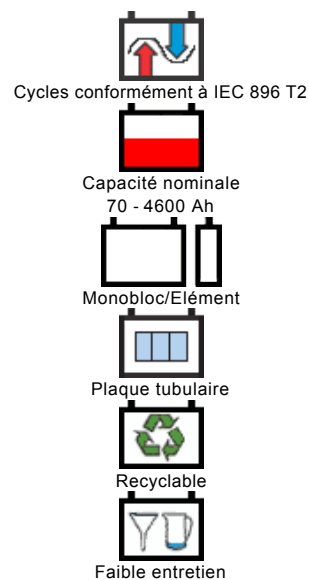 Cycles conformément à IEC 896 T2
Capacité nominale
70 - 4600 Ah
Monobloc/Elément
Plaque tubulaire
Recyclable
Faible entretien